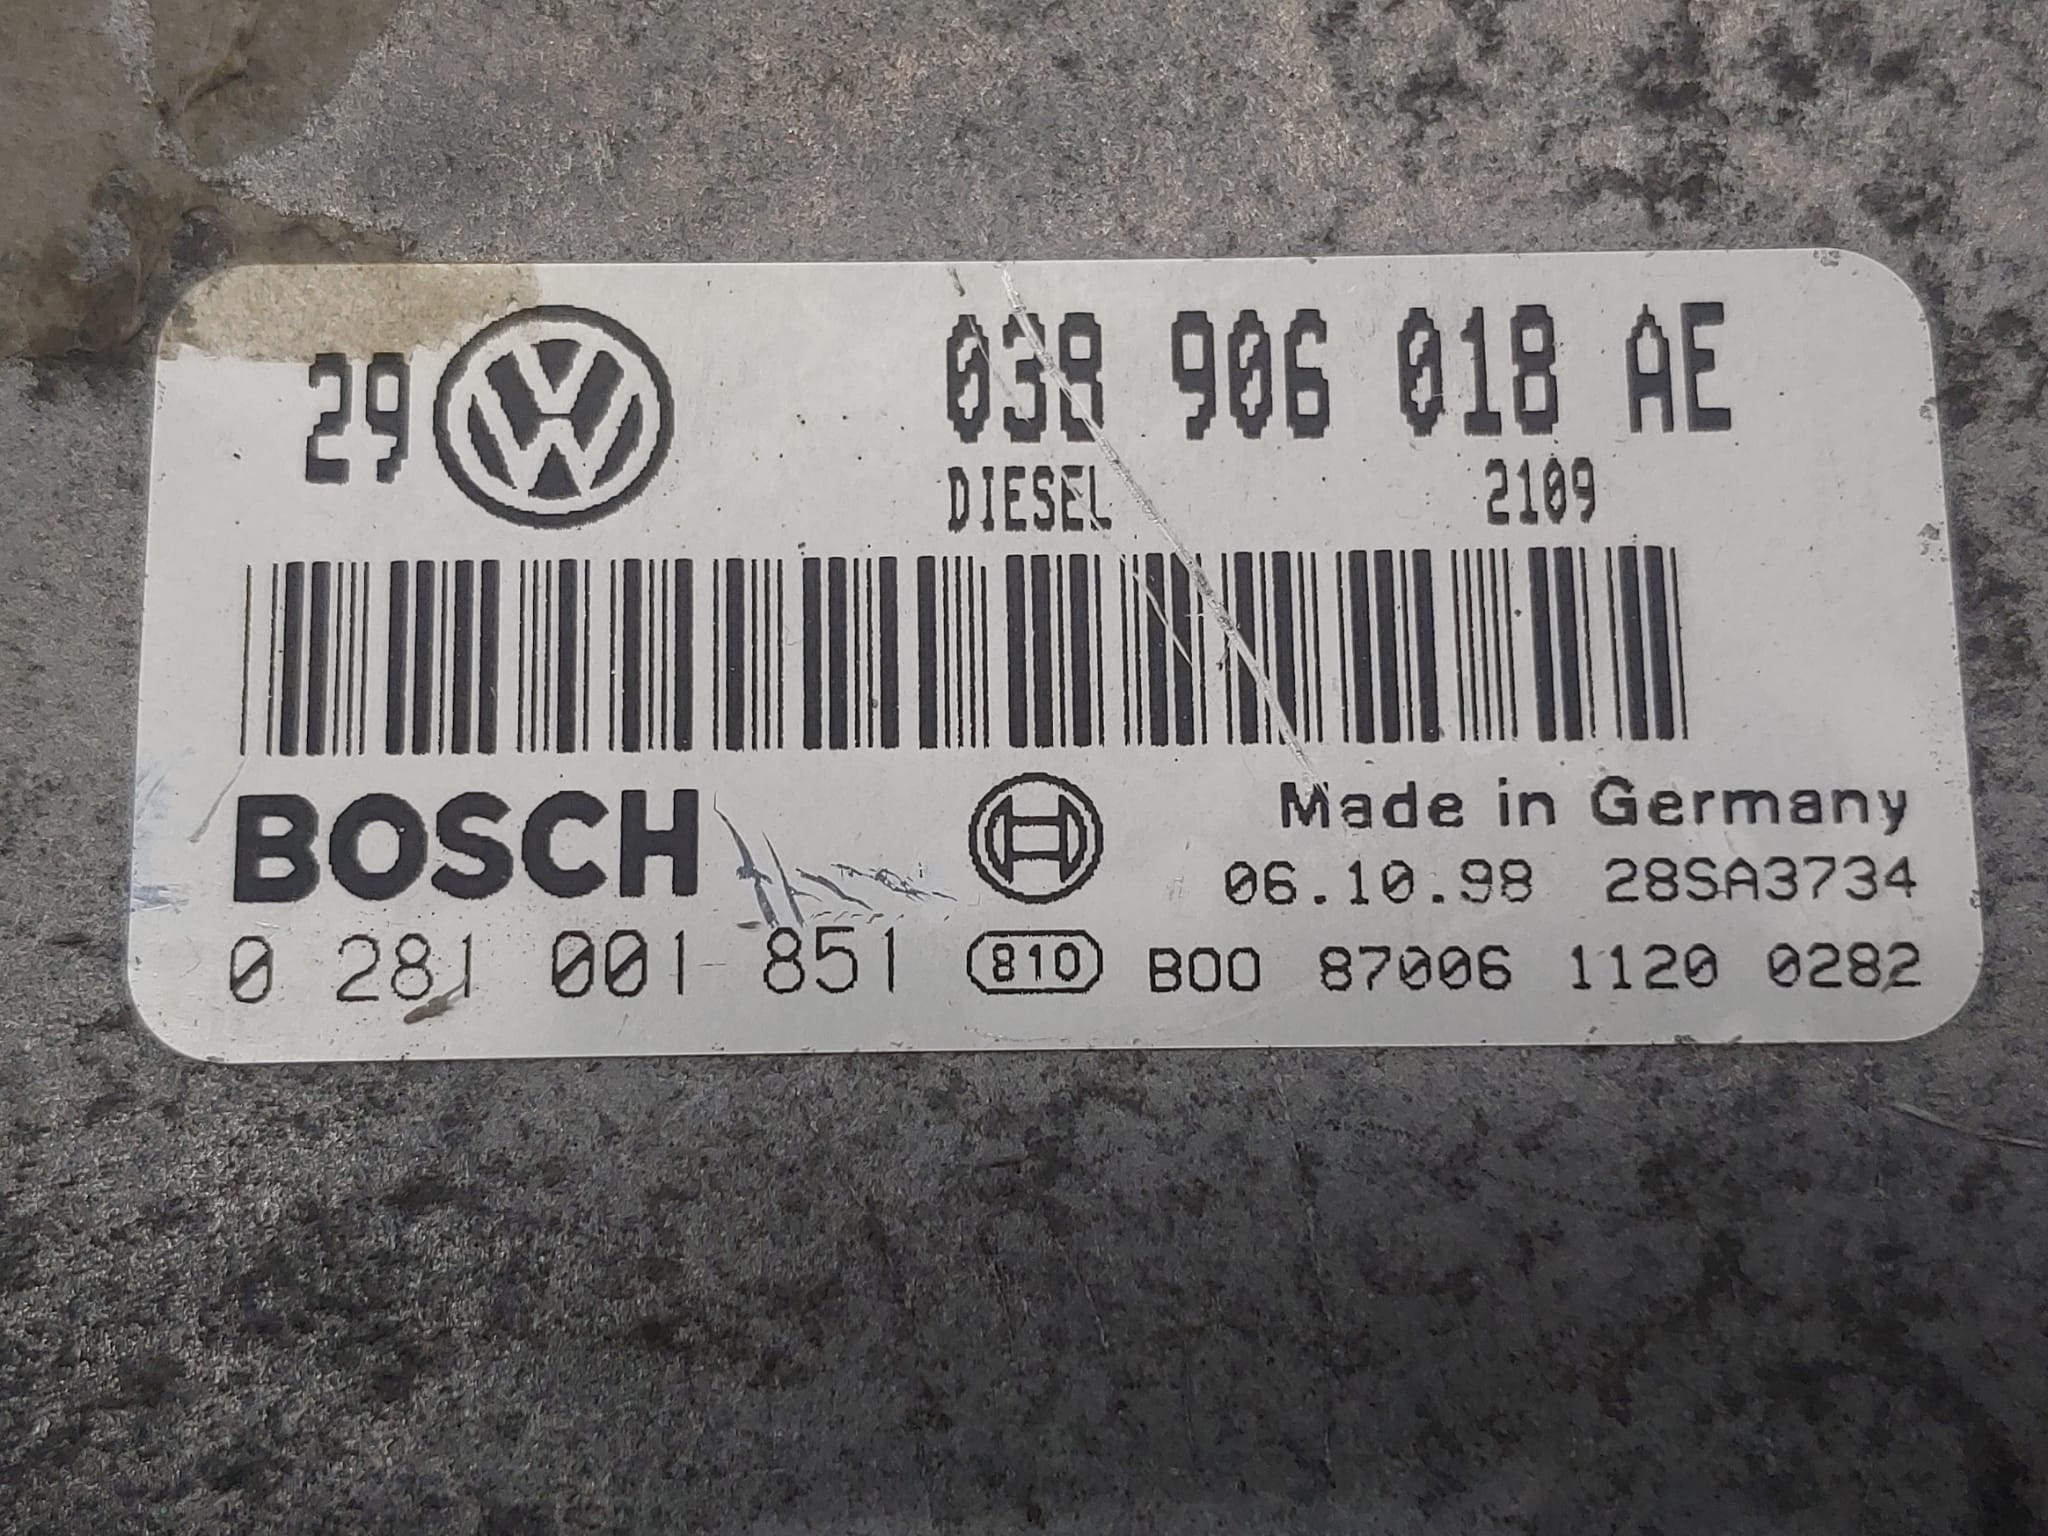 29 038 906 018 AE
DIESEL 2109
BOSCH Made in Germany
06.10.98 28SA3734
0 281 001 851 810 B00 87006 1120 0282